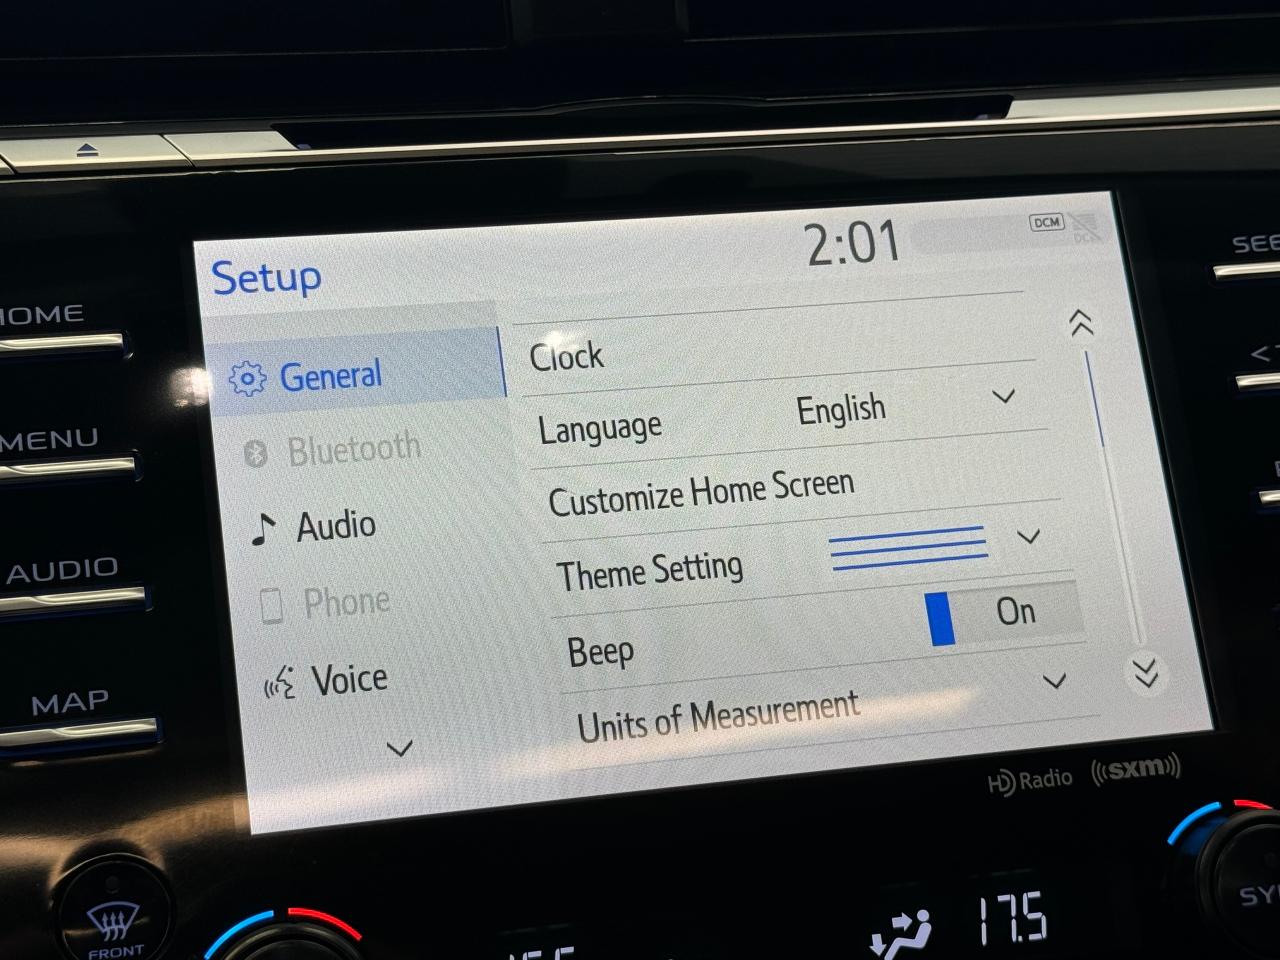 Setup
2:01
DCM
HOME
MENU
AUDIO
MAP
General
Bluetooth
Audio
Phone
Voice
Clock
Language English
Customize Home Screen
Theme Setting
Beep On
Units of Measurement
HD Radio
((sxm))
FRONT
17.5